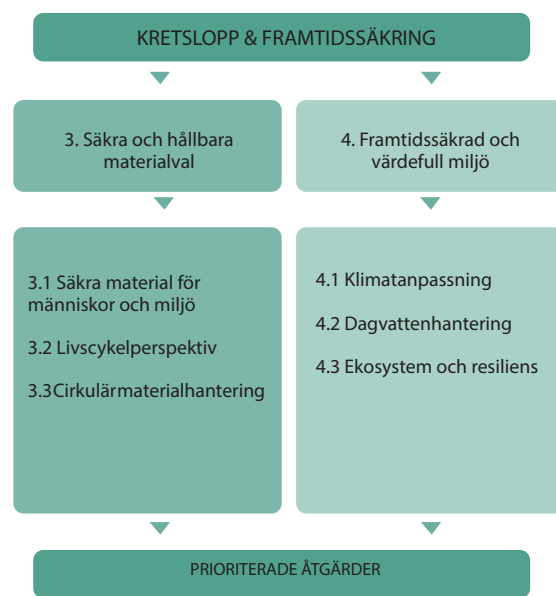 KRETSLOPP & FRAMTIDSSÄKRING
3. Säkra och hållbara
materialval
4. Framtidssäkrad och
värdefull miljö
3.1 Säkra material för
människor och miljö
3.2 Livscykelperspektiv
3.3Cirkulärmaterialhantering
4.1 Klimatanpassning
4.2 Dagvattenhantering
4.3 Ekosystem och resiliens
PRIORITERADE ÅTGÄRDER